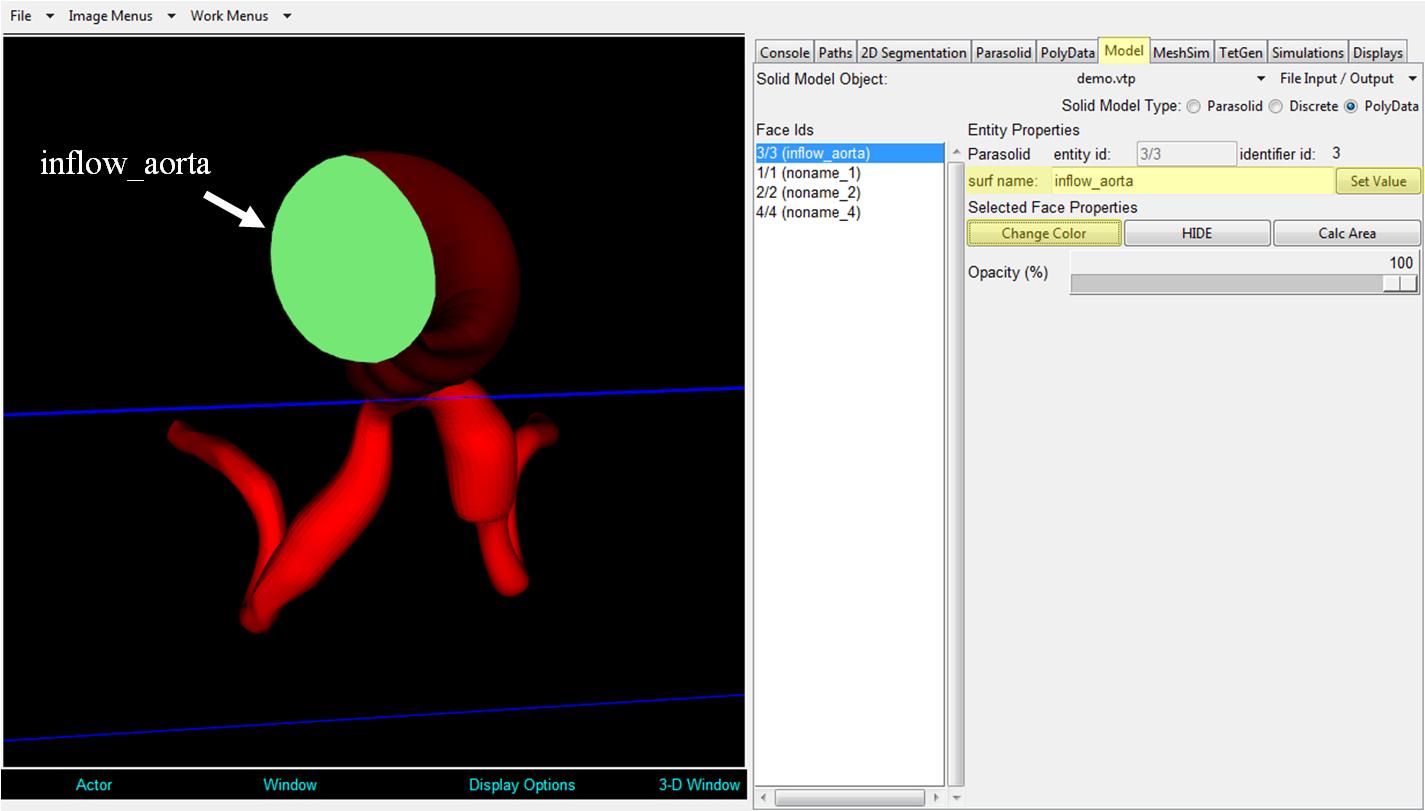 File Image Menus Work Menus
inflow_aorta
Actor Window Display Options 3-D Window
Console Paths 2D Segmentation Parasolid PolyData Model MeshSim TetGen Simulations Displays
Solid Model Object: demo.vtp File Input / Output
Solid Model Type: Parasolid Discrete PolyData
Face Ids
3/3 (inflow_aorta)
1/1 (noname_1)
2/2 (noname_2)
4/4 (noname_4)
Entity Properties
Parasolid entity id: 3/3 identifier id: 3
surf name: inflow_aorta Set Value
Selected Face Properties
Change Color HIDE Calc Area
Opacity (%) 100